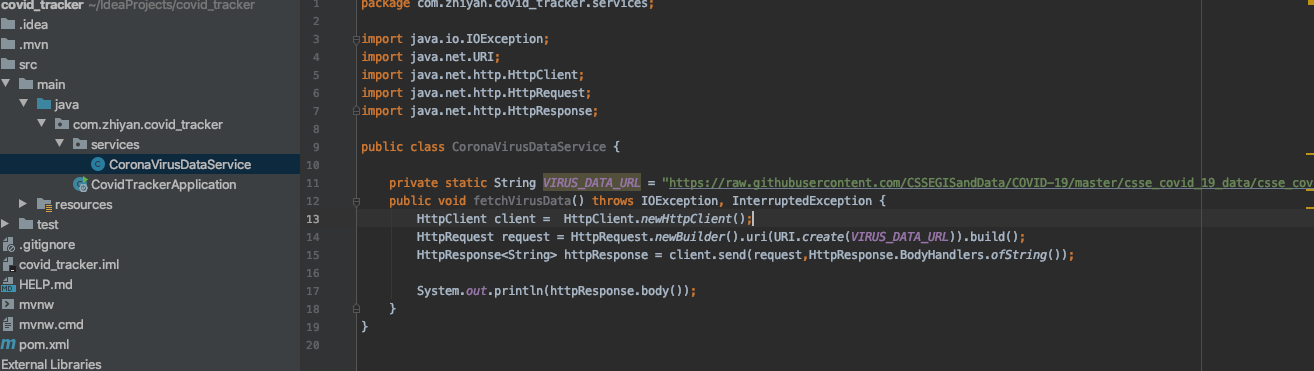 covid_tracker ~/IdeaProjects/covid_tracker
.idea
.mvn
src
main
java
com.zhiyan.covid_tracker
services
CoronaVirusDataService
CovidTrackerApplication
resources
test
.gitignore
covid_tracker.iml
HELP.md
mvnw
mvnw.cmd
pom.xml
External Libraries
1 package com.zhiyan.covid_tracker.services;
2
3 import java.io.IOException;
4 import java.net.URI;
5 import java.net.http.HttpClient;
6 import java.net.http.HttpRequest;
7 import java.net.http.HttpResponse;
8
9 public class CoronaVirusDataService {
10
11 private static String VIRUS_DATA_URL = "https://raw.githubusercontent.com/CSSEGISandData/COVID-19/master/csse_covid_19_data/csse_cov
12 public void fetchVirusData() throws IOException, InterruptedException {
13 HttpClient client =  HttpClient.newHttpClient();
14 HttpRequest request = HttpRequest.newBuilder().uri(URI.create(VIRUS_DATA_URL)).build();
15 HttpResponse<String> httpResponse = client.send(request,HttpResponse.BodyHandlers.ofString());
16
17 System.out.println(httpResponse.body());
18 }
19 }
20